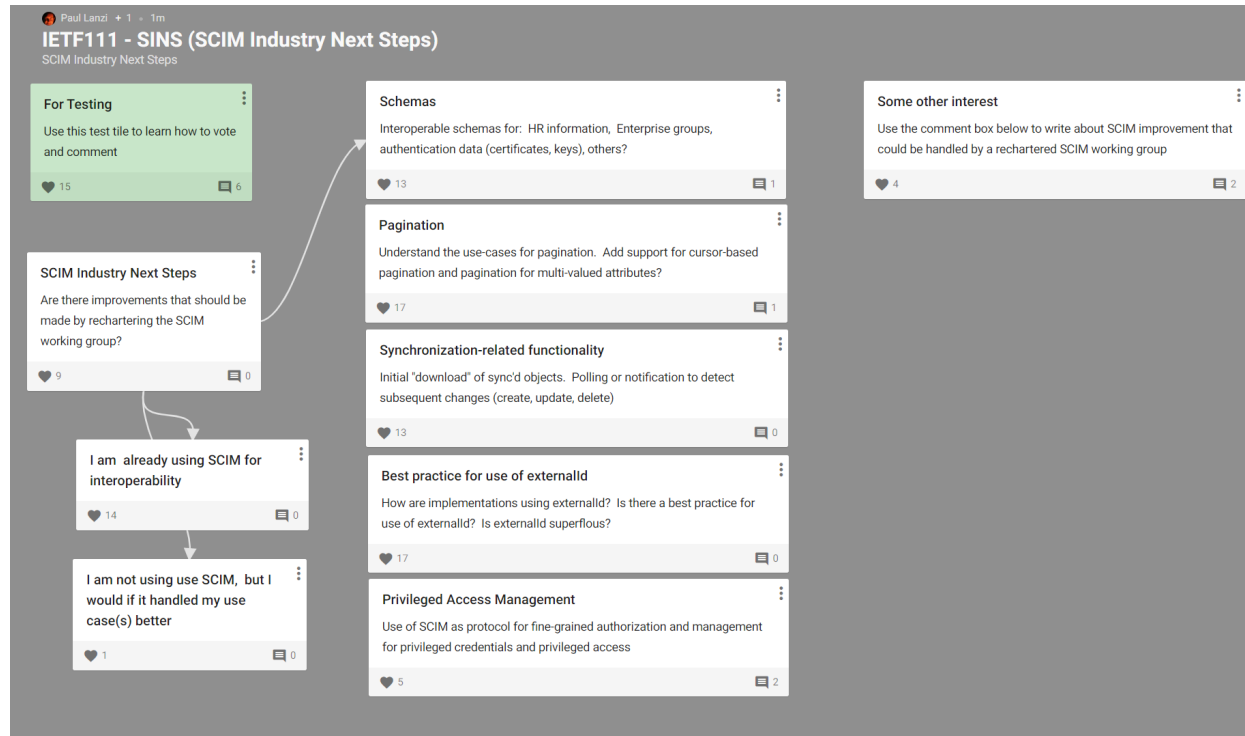 Paul Lanzi + 1 • 1m
IETF111 - SINS (SCIM Industry Next Steps)
SCIM Industry Next Steps
For Testing
Use this test tile to learn how to vote
and comment
15 6
SCIM Industry Next Steps
Are there improvements that should be
made by rechartering the SCIM
working group?
9 0
I am already using SCIM for
interoperability
14 0
I am not using use SCIM, but I
would if it handled my use
case(s) better
1 0
Schemas
Interoperable schemas for: HR information, Enterprise groups,
authentication data (certificates, keys), others?
13 1
Pagination
Understand the use-cases for pagination. Add support for cursor-based
pagination and pagination for multi-valued attributes?
17 1
Synchronization-related functionality
Initial "download" of sync'd objects. Polling or notification to detect
subsequent changes (create, update, delete)
13 0
Best practice for use of externalId
How are implementations using externalId? Is there a best practice for
use of externalId? Is externalId superflous?
17 0
Privileged Access Management
Use of SCIM as protocol for fine-grained authorization and management
for privileged credentials and privileged access
5 2
Some other interest
Use the comment box below to write about SCIM improvement that
could be handled by a rechartered SCIM working group
4 2